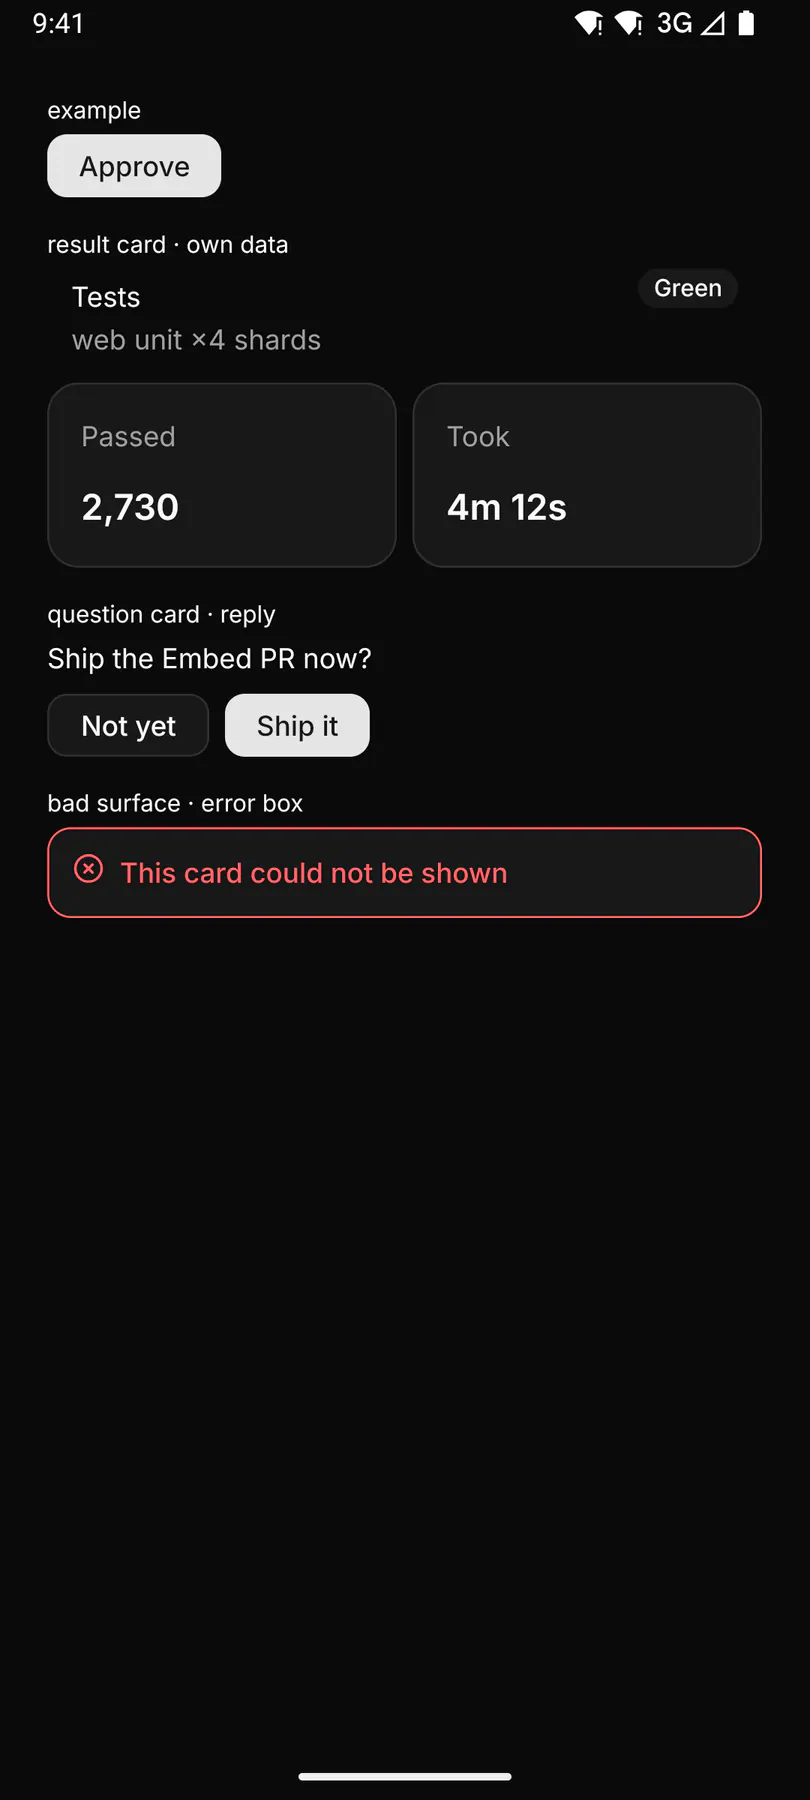 9:41
3G
example
Approve
result card · own data
Tests
Green
web unit ×4 shards
Passed
Took
2,730
4m 12s
question card · reply
Ship the Embed PR now?
Not yet
Ship it
bad surface · error box
This card could not be shown